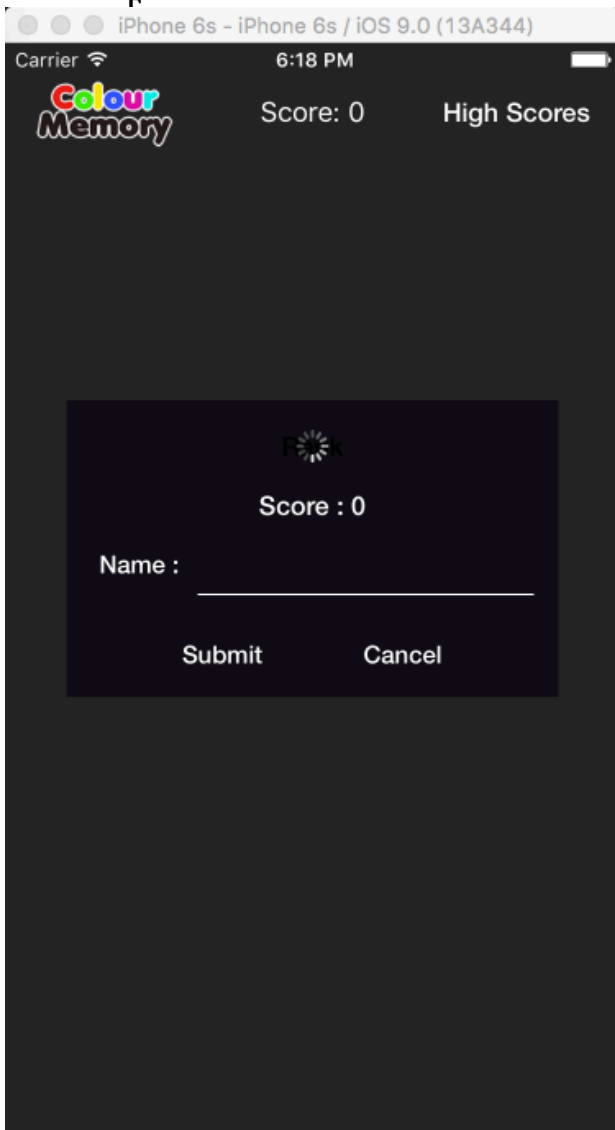 iPhone 6s - iPhone 6s / iOS 9.0 (13A344)
Carrier 6:18 PM
Colour Memory
Score: 0
High Scores
Score : 0
Name :
Submit Cancel